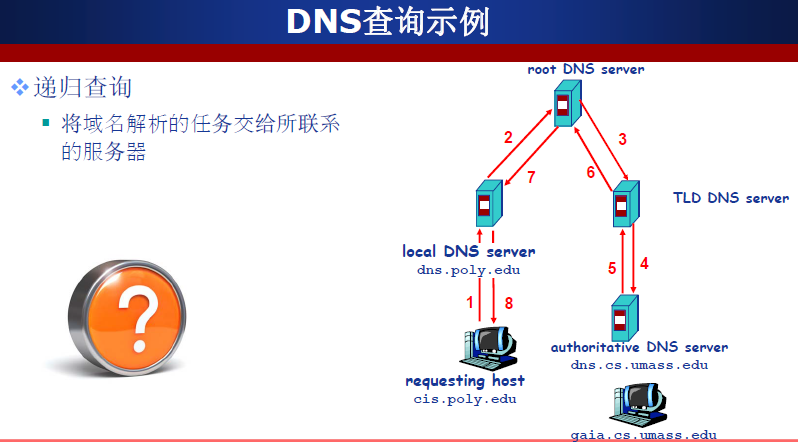 DNS查询示例
递归查询
将域名解析的任务交给所联系
的服务器
root DNS server
2
3
7
6
TLD DNS server
local DNS server
dns.poly.edu
5
4
1
8
authoritative DNS server
dns.cs.umass.edu
requesting host
cis.poly.edu
gaia.cs.umass.edu
?